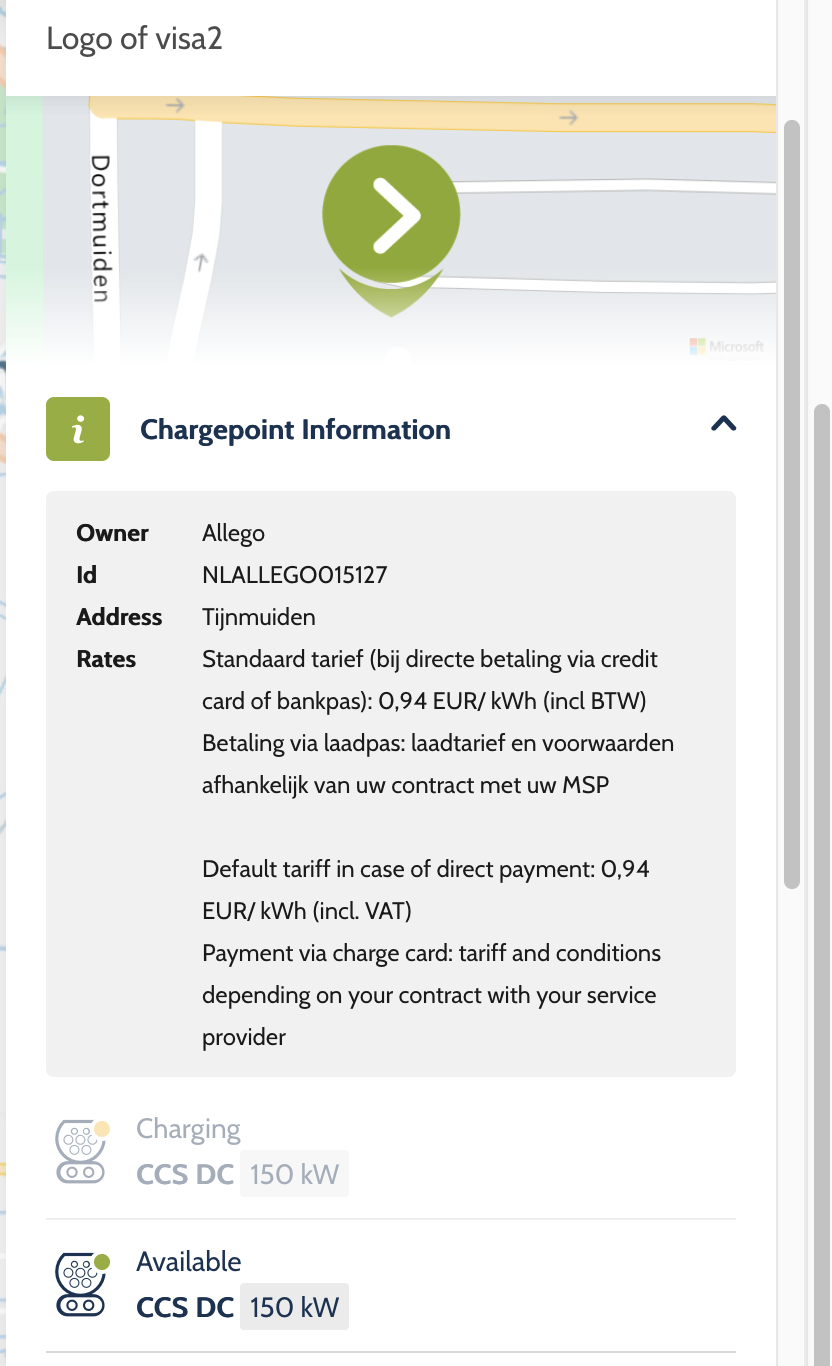 Logo of visa2
Dortmuiden
Microsoft
i
Chargepoint Information
Owner Allego
Id NLALLEGO015127
Address Tijnmuiden
Rates Standaard tarief (bij directe betaling via credit
card of bankpas): 0,94 EUR/ kWh (incl BTW)
Betaling via laadpas: laadtarief en voorwaarden
afhankelijk van uw contract met uw MSP
Default tariff in case of direct payment: 0,94
EUR/ kWh (incl. VAT)
Payment via charge card: tariff and conditions
depending on your contract with your service
provider
Charging
CCS DC 150 kW
Available
CCS DC 150 kW